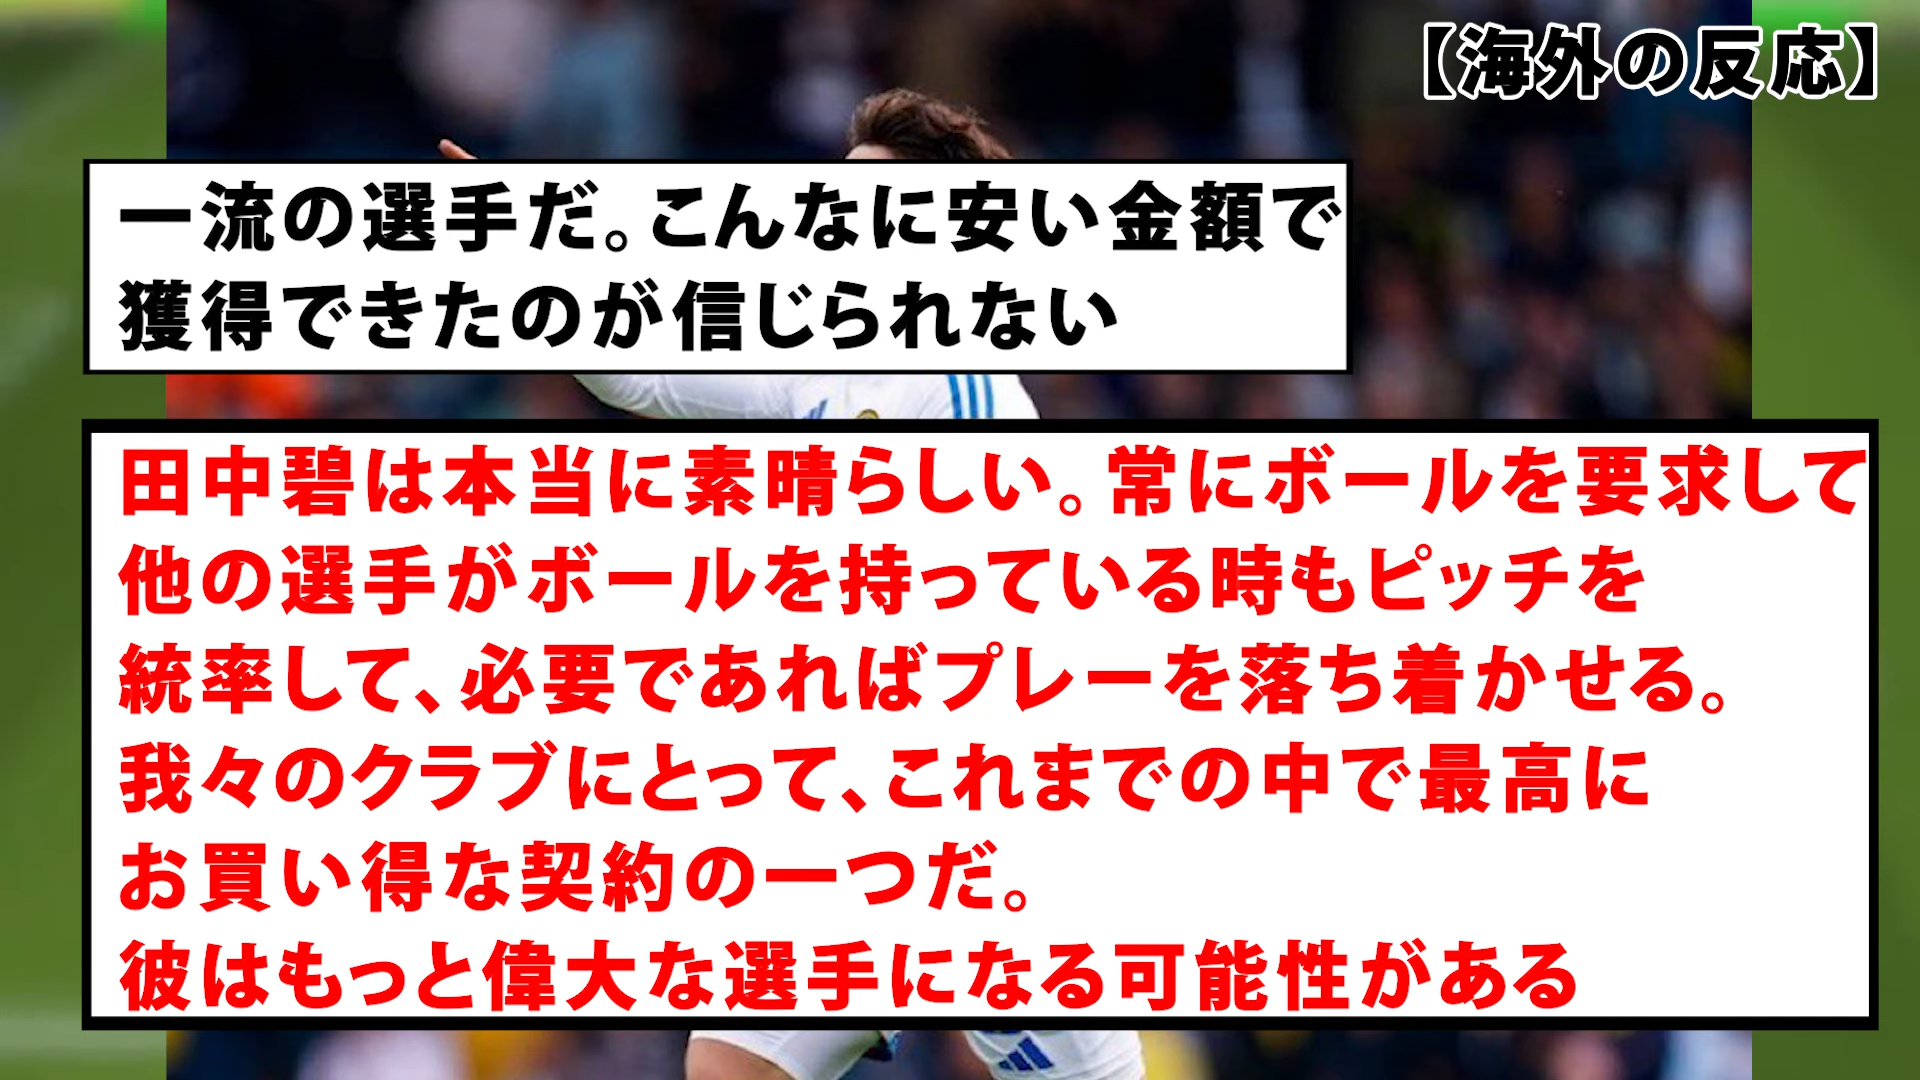 【海外の反応】
一流の選手だ。こんなに安い金額で
獲得できたのが信じられない
田中碧は本当に素晴らしい。常にボールを要求して
他の選手がボールを持っている時もピッチを
統率して、必要であればプレーを落ち着かせる。
我々のクラブにとって、これまでの中で最高に
お買い得な契約の一つだ。
彼はもっと偉大な選手になる可能性がある